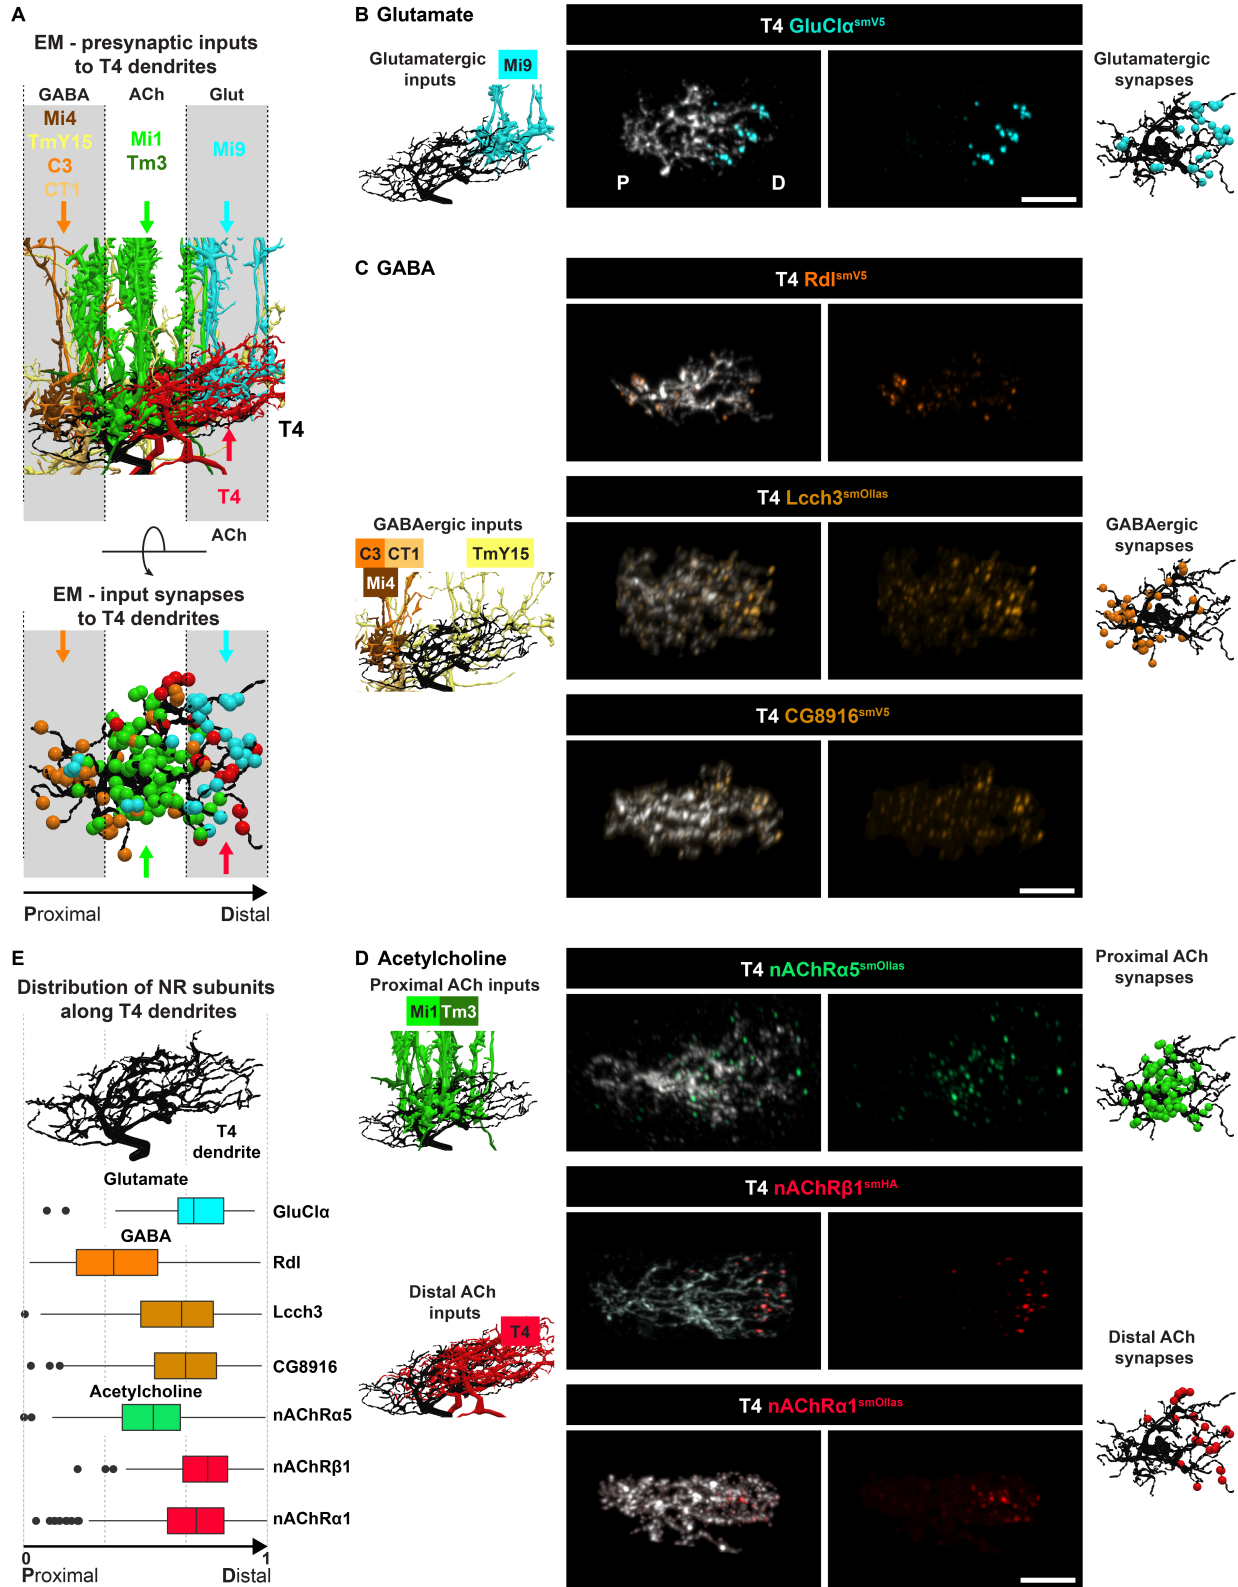 A
EM - presynaptic inputs
to T4 dendrites
GABA
ACh
Glut
Mi4
TmY15
C3
CT1
Mi1
Tm3
Mi9
T4
T4
ACh
EM - input synapses
to T4 dendrites
Proximal
Distal
B Glutamate
Glutamatergic
inputs
Mi9
T4 GluClα^smV5
P
D
Glutamatergic
synapses
C GABA
T4 Rdl^smV5
T4 Lcch3^smOllas
GABAergic inputs
C3 CT1
TmY15
Mi4
GABAergic
synapses
T4 CG8916^smV5
D Acetylcholine
Proximal ACh inputs
Mi1 Tm3
T4 nAChRα5^smOllas
Proximal ACh
synapses
T4 nAChRβ1^smHA
Distal ACh
inputs
T4
Distal ACh
synapses
T4 nAChRα1^smOllas
E
Distribution of NR subunits
along T4 dendrites
T4
dendrite
Glutamate
GluClα
GABA
Rdl
Lcch3
CG8916
Acetylcholine
nAChRα5
nAChRβ1
nAChRα1
0
1
Proximal
Distal